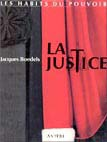 LES HABITS DU POUVOIR
Jacques Boedels
LA
JUSTICE